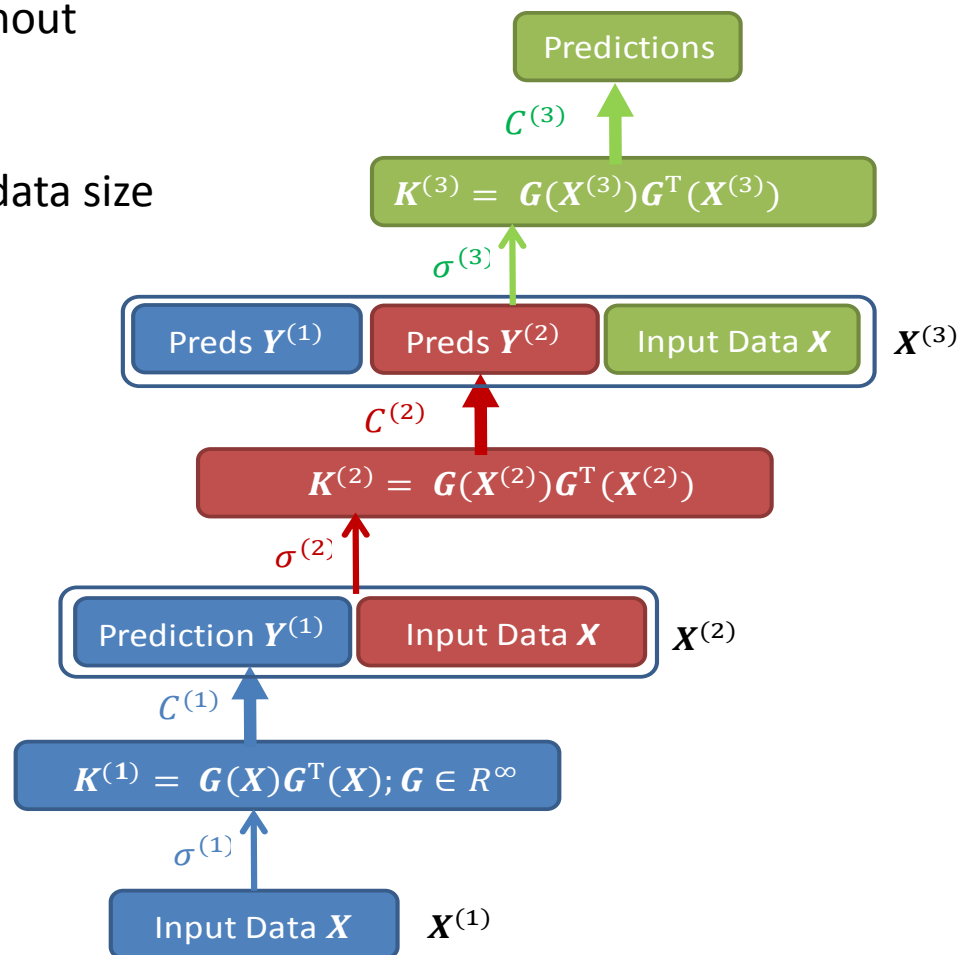 hout
Predictions
C^(3)
data size
K^(3) = G(X^(3))G^T(X^(3))
σ^(3)
Preds Y^(1) Preds Y^(2) Input Data X X^(3)
C^(2)
K^(2) = G(X^(2))G^T(X^(2))
σ^(2)
Prediction Y^(1) Input Data X X^(2)
C^(1)
K^(1) = G(X)G^T(X); G ∈ R^∞
σ^(1)
Input Data X X^(1)